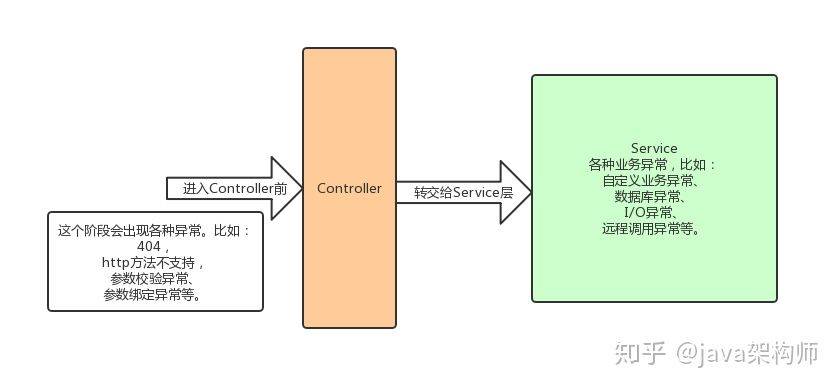 进入Controller前
Controller
转交给Service层
Service
各种业务异常，比如：
自定义业务异常、
数据库异常、
I/O异常、
远程调用异常等。
这个阶段会出现各种异常。比如：
404，
http方法不支持，
参数校验异常、
参数绑定异常等。
知乎 @java架构师